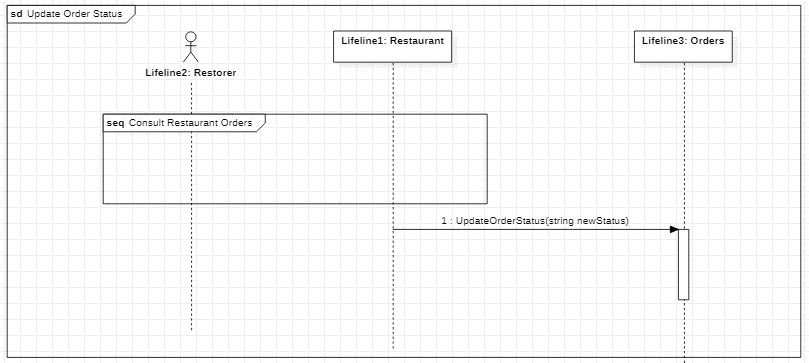 sd Update Order Status
Lifeline1: Restaurant
Lifeline3: Orders
Lifeline2: Restorer
seq Consult Restaurant Orders
1 : UpdateOrderStatus(string newStatus)